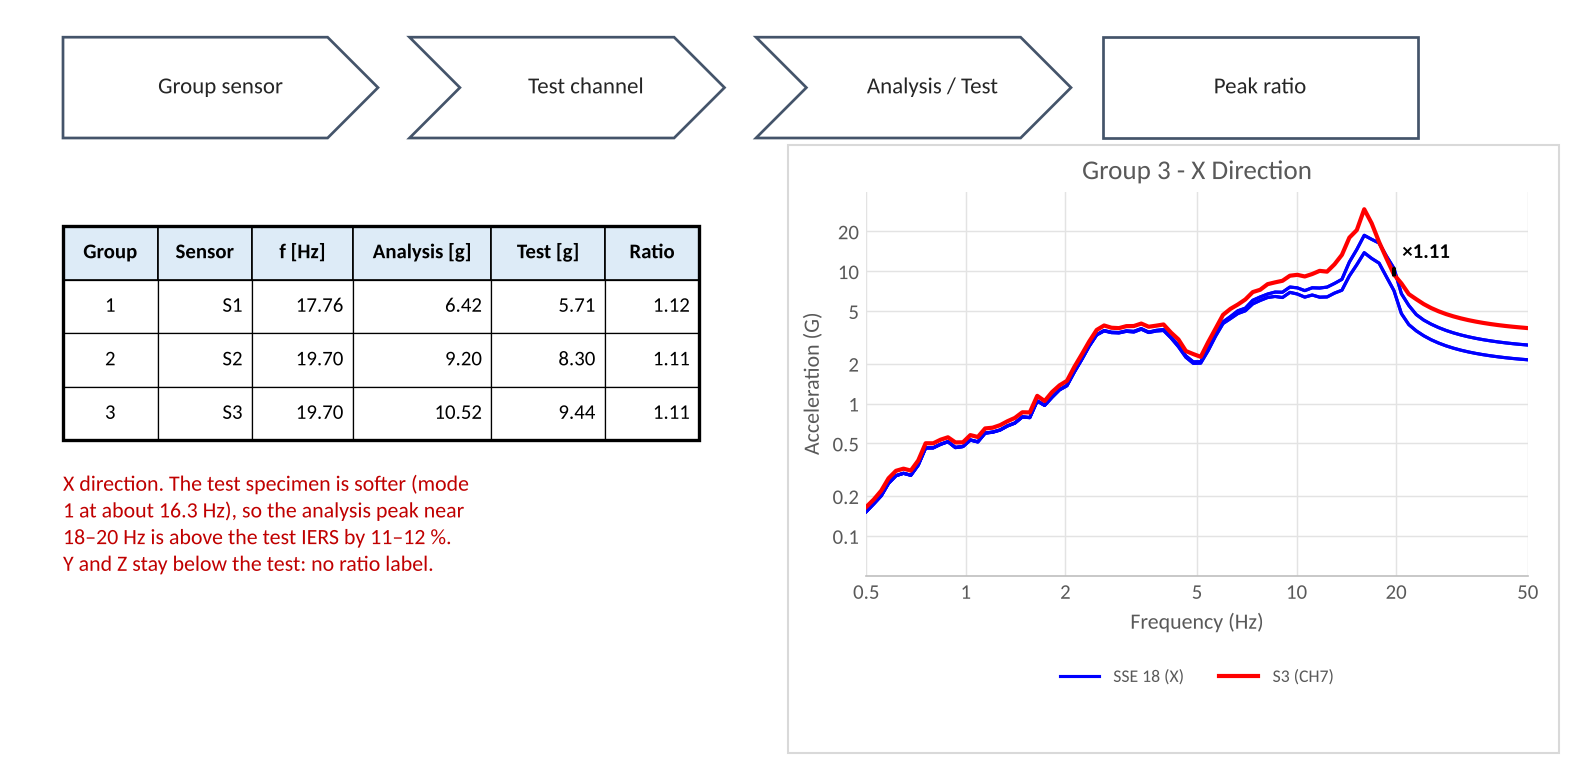 Group sensor
Test channel
Analysis / Test
Peak ratio
Group Sensor f [Hz] Analysis [g] Test [g] Ratio
1 S1 17.76 6.42 5.71 1.12
2 S2 19.70 9.20 8.30 1.11
3 S3 19.70 10.52 9.44 1.11
X direction. The test specimen is softer (mode
1 at about 16.3 Hz), so the analysis peak near
18–20 Hz is above the test IERS by 11–12 %.
Y and Z stay below the test: no ratio label.
Group 3 - X Direction
×1.11
Acceleration (G)
20
10
5
2
1
0.5
0.2
0.1
0.5 1 2 5 10 20 50
Frequency (Hz)
SSE 18 (X) S3 (CH7)